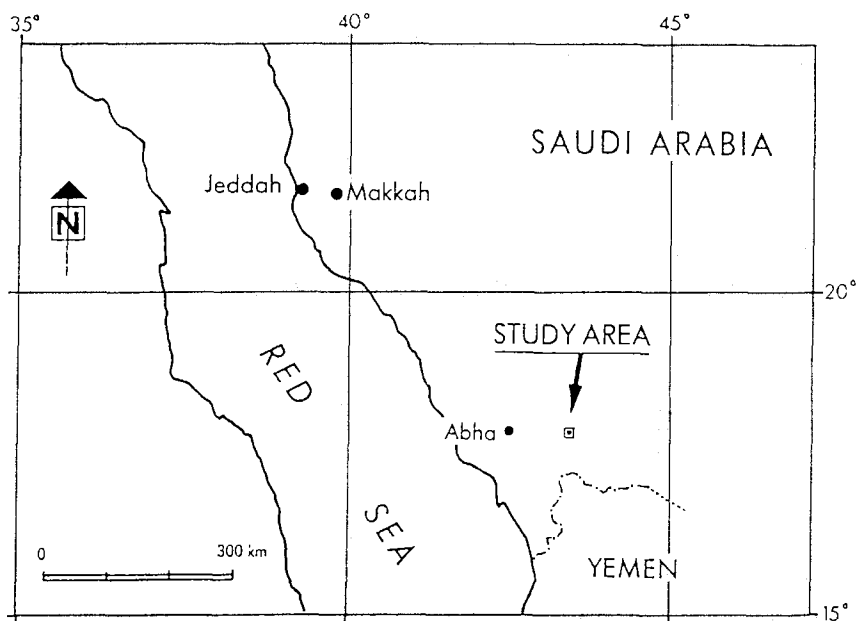 35° 40° 45°
SAUDI ARABIA
Jeddah Makkah
N
20°
STUDY AREA
RED
Abha
SEA
0 300 km
YEMEN
15°